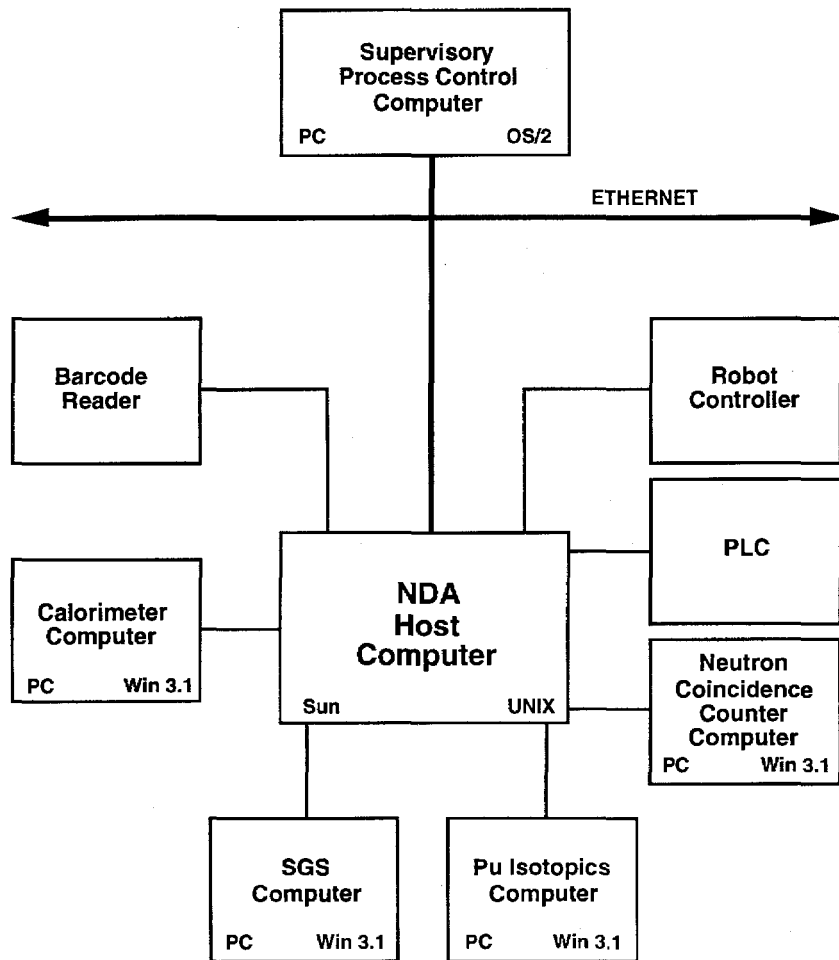 Supervisory
Process Control
Computer
PC OS/2
ETHERNET
Barcode
Reader
Robot
Controller
PLC
NDA
Host
Computer
Sun UNIX
Calorimeter
Computer
PC Win 3.1
Neutron
Coincidence
Counter
Computer
PC Win 3.1
SGS
Computer
PC Win 3.1
Pu Isotopics
Computer
PC Win 3.1